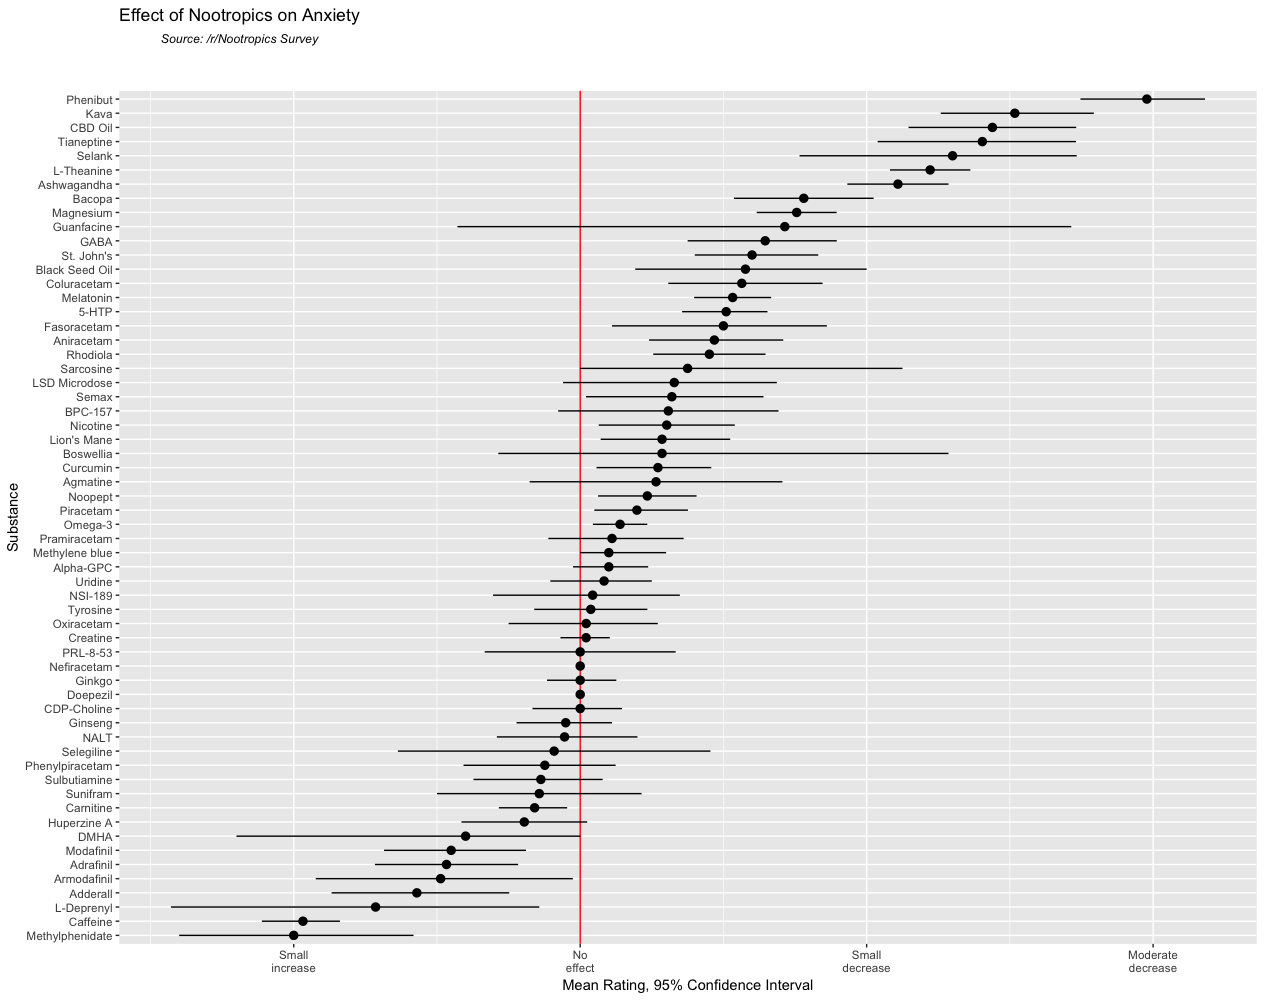 Effect of Nootropics on Anxiety
Source: /r/Nootropics Survey
Substance
Phenibut
Kava
CBD Oil
Tianeptine
Selank
L-Theanine
Ashwagandha
Bacopa
Magnesium
Guanfacine
GABA
St. John's
Black Seed Oil
Coluracetam
Melatonin
5-HTP
Fasoracetam
Aniracetam
Rhodiola
Sarcosine
LSD Microdose
Semax
BPC-157
Nicotine
Lion's Mane
Boswellia
Curcumin
Agmatine
Noopept
Piracetam
Omega-3
Pramiracetam
Methylene blue
Alpha-GPC
Uridine
NSI-189
Tyrosine
Oxiracetam
Creatine
PRL-8-53
Nefiracetam
Ginkgo
Doepezil
CDP-Choline
Ginseng
NALT
Selegiline
Phenylpiracetam
Sulbutiamine
Sunifram
Carnitine
Huperzine A
DMHA
Modafinil
Adrafinil
Armodafinil
Adderall
L-Deprenyl
Caffeine
Methylphenidate
Small
increase
No
effect
Small
decrease
Moderate
decrease
Mean Rating, 95% Confidence Interval